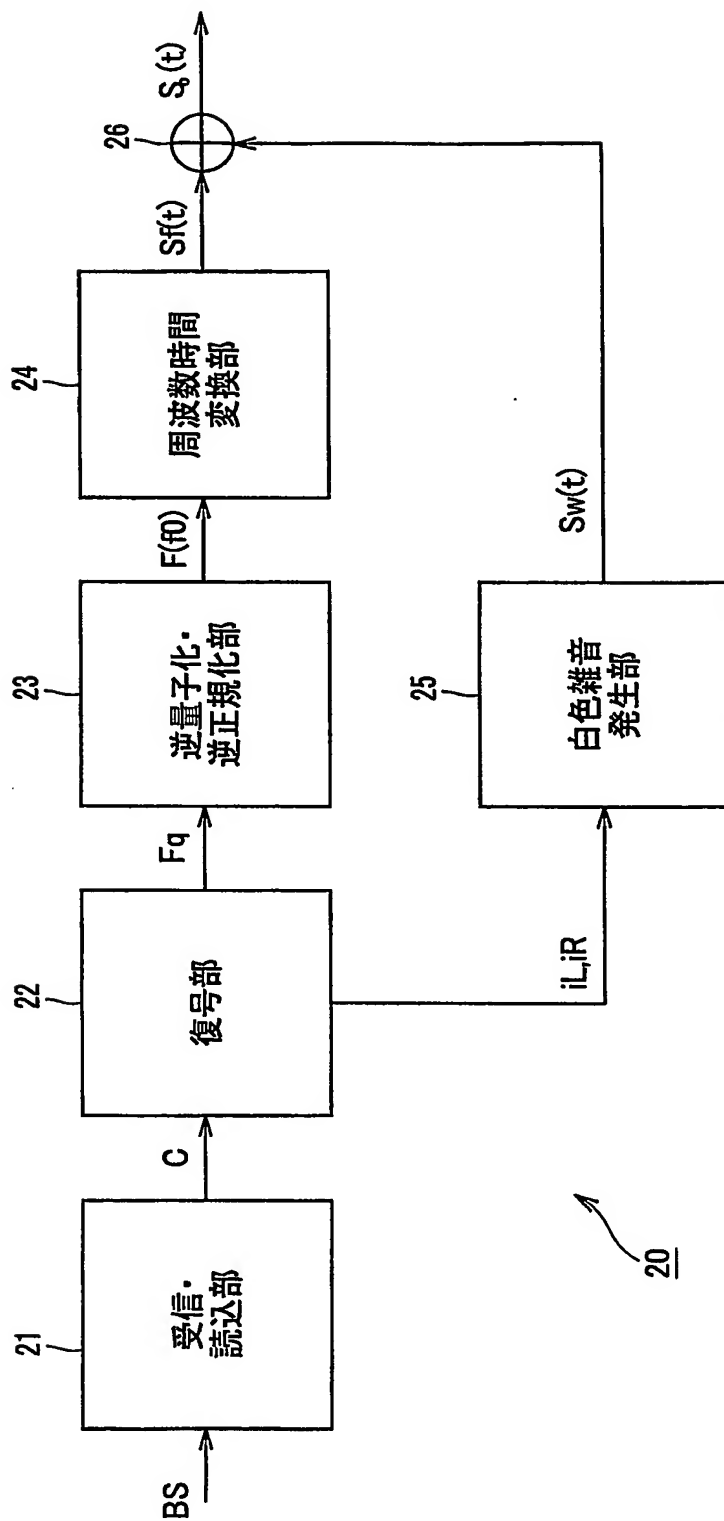 BS
21
受信・
読込部
C
22
復号部
Fq
23
逆量子化・
逆正規化部
F(f0)
24
周波数時間
変換部
Sf(t)
26
So(t)
iL,iR
25
白色雑音
発生部
Sw(t)
20